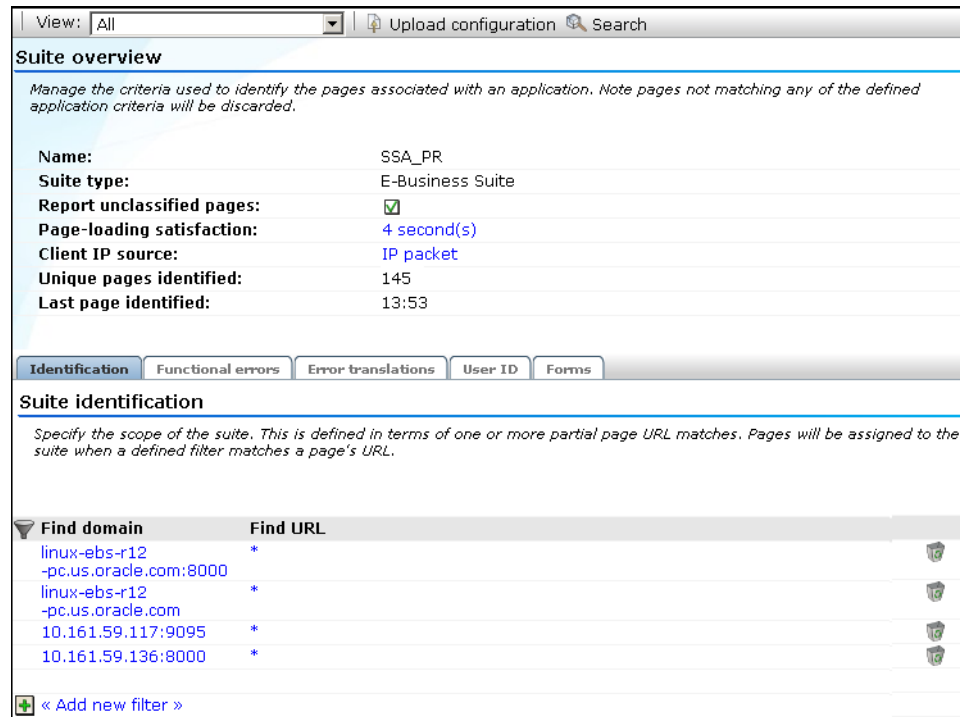 View: All Upload configuration Search
Suite overview
Manage the criteria used to identify the pages associated with an application. Note pages not matching any of the defined
application criteria will be discarded.
Name: SSA_PR
Suite type: E-Business Suite
Report unclassified pages:
Page-loading satisfaction: 4 second(s)
Client IP source: IP packet
Unique pages identified: 145
Last page identified: 13:53
Identification Functional errors Error translations User ID Forms
Suite identification
Specify the scope of the suite. This is defined in terms of one or more partial page URL matches. Pages will be assigned to the
suite when a defined filter matches a page's URL.
Find domain Find URL
linux-ebs-r12 *
-pc.us.oracle.com:8000
linux-ebs-r12 *
-pc.us.oracle.com
10.161.59.117:9095 *
10.161.59.136:8000 *
« Add new filter »